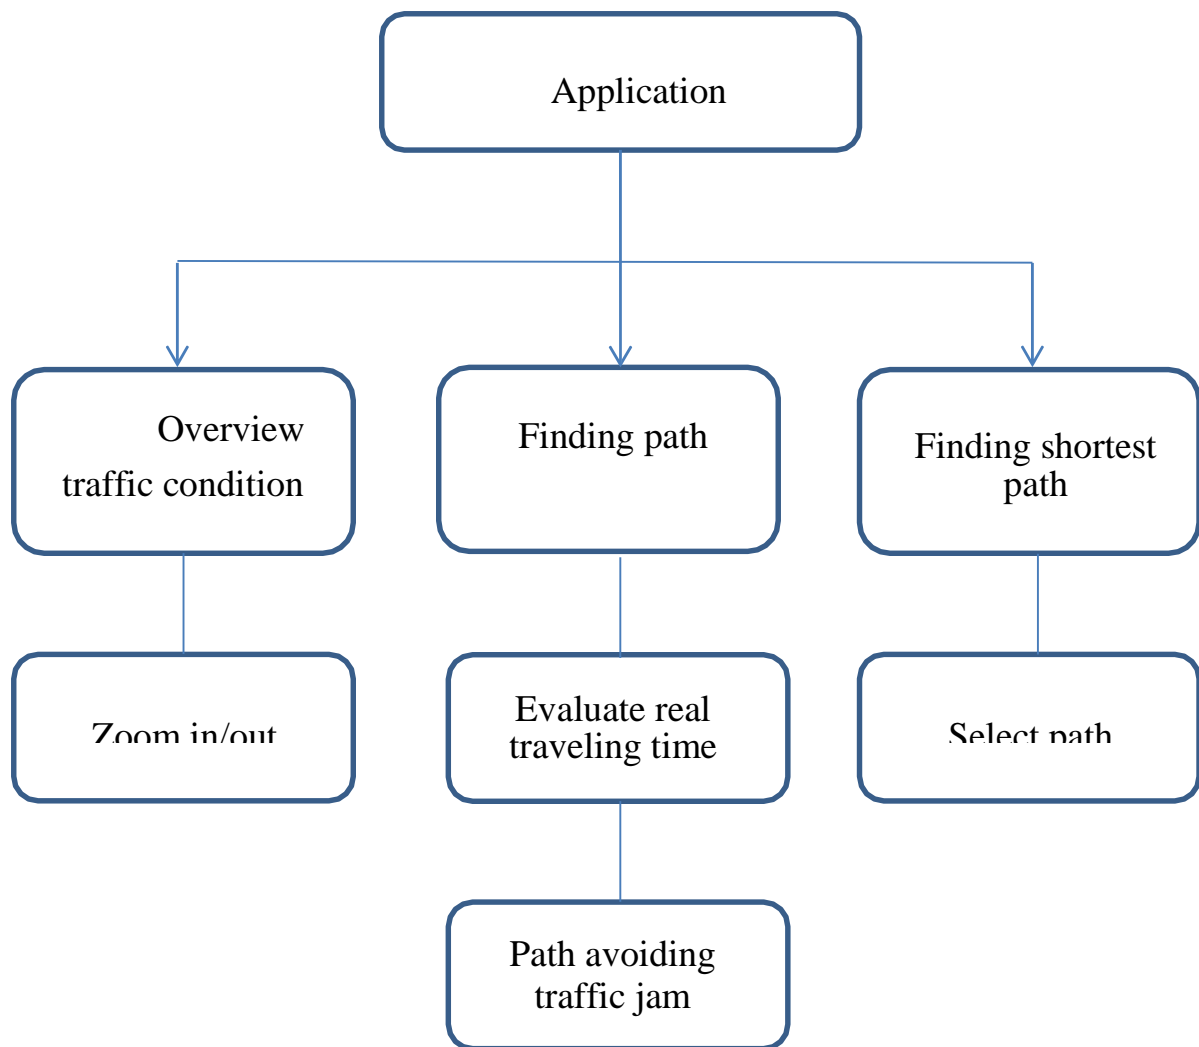 Application
Overview
traffic condition
Finding path
Finding shortest
path
Zoom in/out
Evaluate real
traveling time
Select path
Path avoiding
traffic jam